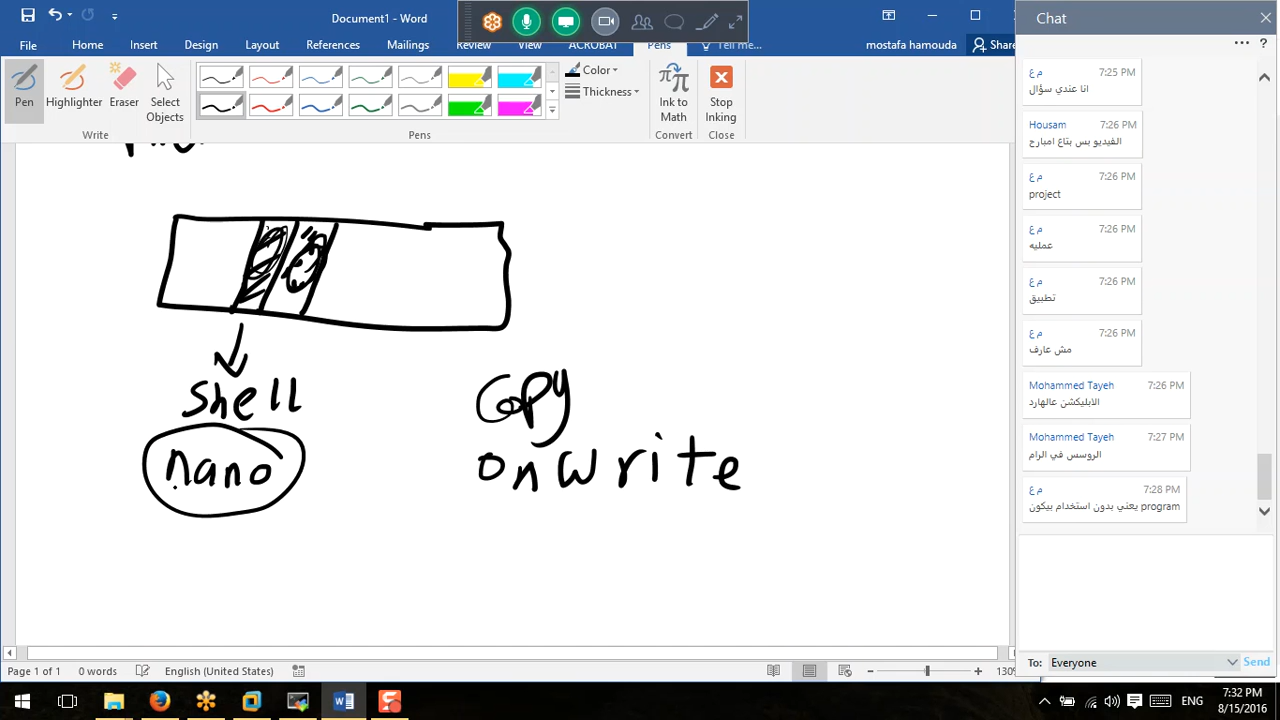 Document1 - Word
mostafa hamouda
Share
File
Home
Insert
Design
Layout
References
Mailings
Review
View
ACROBAT
Pens
Tell me...
Pen
Highlighter
Eraser
Select Objects
Color
Thickness
Ink to Math
Stop Inking
Write
Pens
Convert
Close
shell
nano
Copy
onwrite
Chat
م ع 7:25 PM
انا عندي سؤال
Housam 7:26 PM
الفيديو بس بتاع امبارح
م ع 7:26 PM
project
م ع 7:26 PM
عمليه
م ع 7:26 PM
تطبيق
م ع 7:26 PM
مش عارف
Mohammed Tayeh 7:26 PM
الابليكشن عالهارد
Mohammed Tayeh 7:27 PM
الروسس في الرام
م ع 7:28 PM
يعني بدون استخدام بيكون program
To: Everyone Send
Page 1 of 1 0 words English (United States) 130%
ENG 7:32 PM
8/15/2016